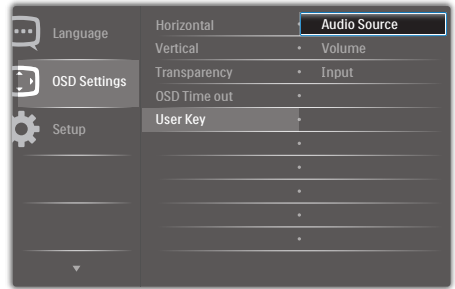 Language
OSD Settings
Setup
Horizontal
Vertical
Transparency
OSD Time out
User Key
Audio Source
Volume
Input